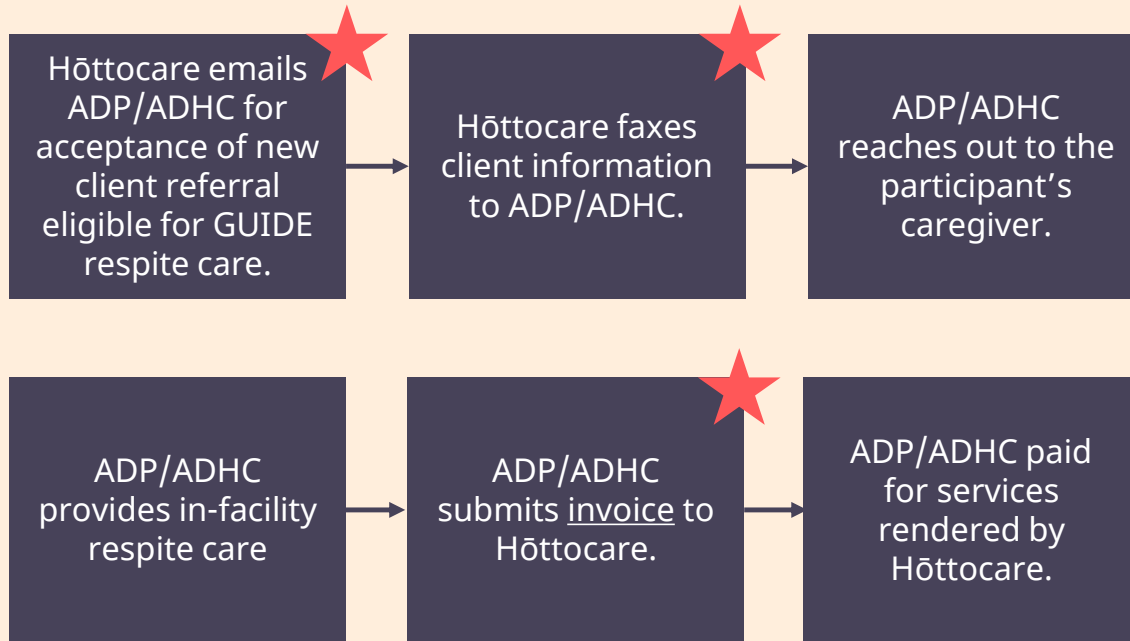 Hōttocare emails
ADP/ADHC for
acceptance of new
client referral
eligible for GUIDE
respite care.
Hōttocare faxes
client information
to ADP/ADHC.
ADP/ADHC
reaches out to the
participant’s
caregiver.
ADP/ADHC
provides in-facility
respite care
ADP/ADHC
submits invoice to
Hōttocare.
ADP/ADHC paid
for services
rendered by
Hōttocare.